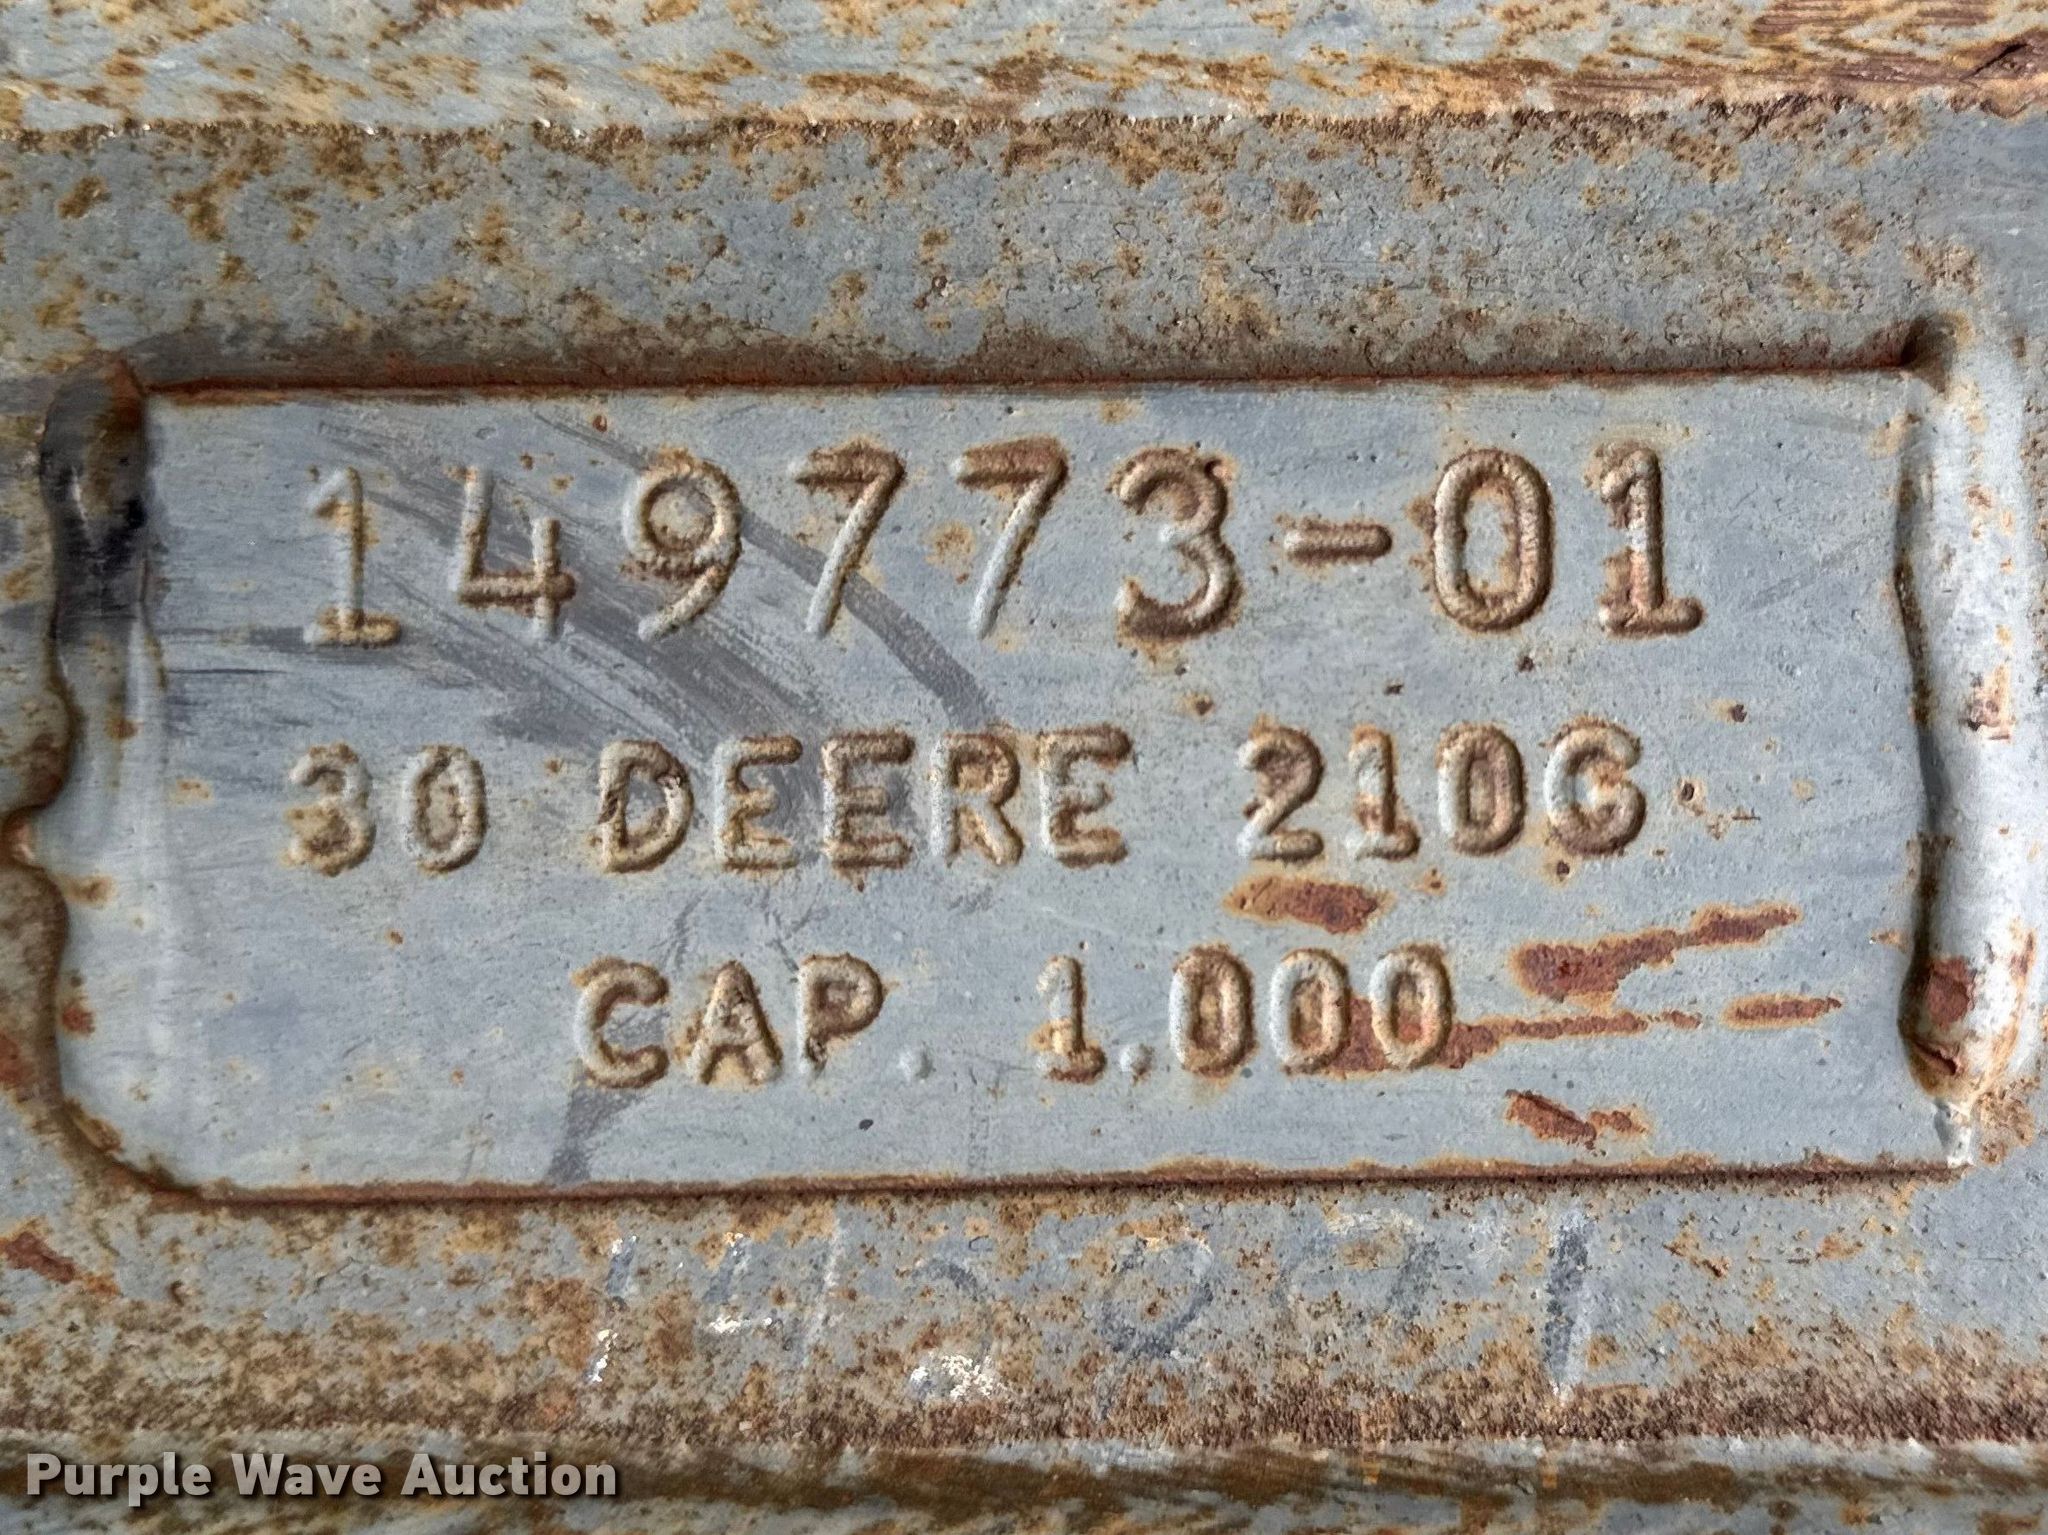 149773-01
30 DEERE 210G
CAP. 1.000
Purple Wave Auction